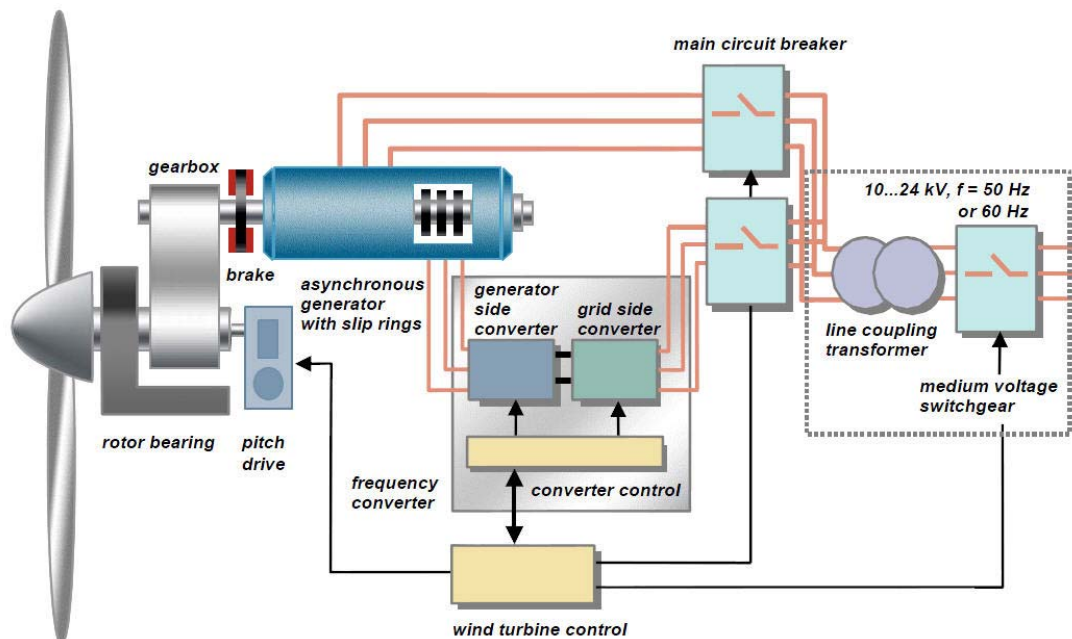 main circuit breaker
gearbox
10...24 kV, f = 50 Hz
or 60 Hz
brake
asynchronous
generator
with slip rings
generator
side
converter
grid side
converter
line coupling
transformer
medium voltage
switchgear
rotor bearing
pitch
drive
frequency
converter
converter control
wind turbine control